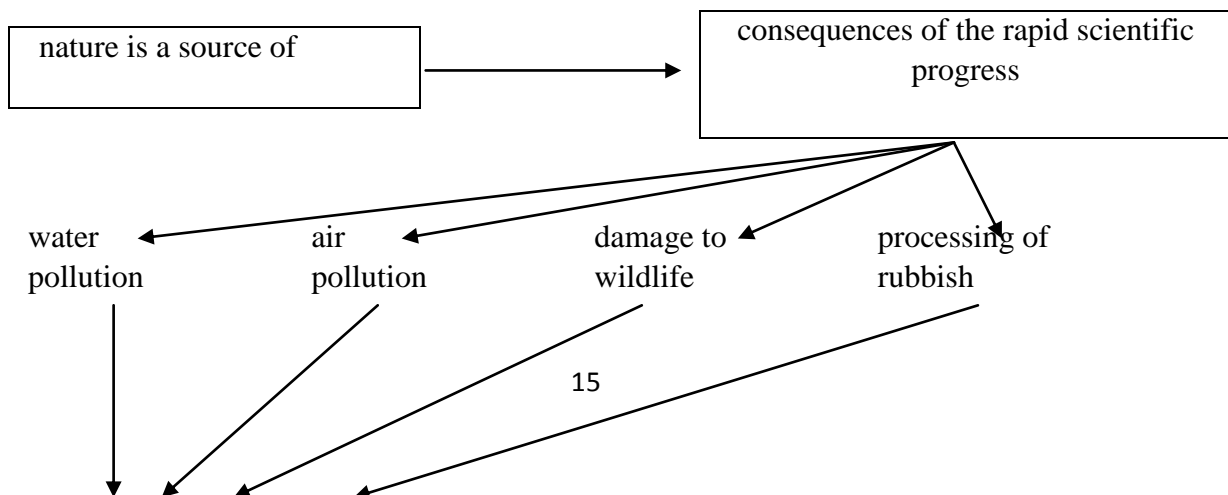 nature is a source of
consequences of the rapid scientific
progress
water
pollution
air
pollution
damage to
wildlife
processing of
rubbish
15